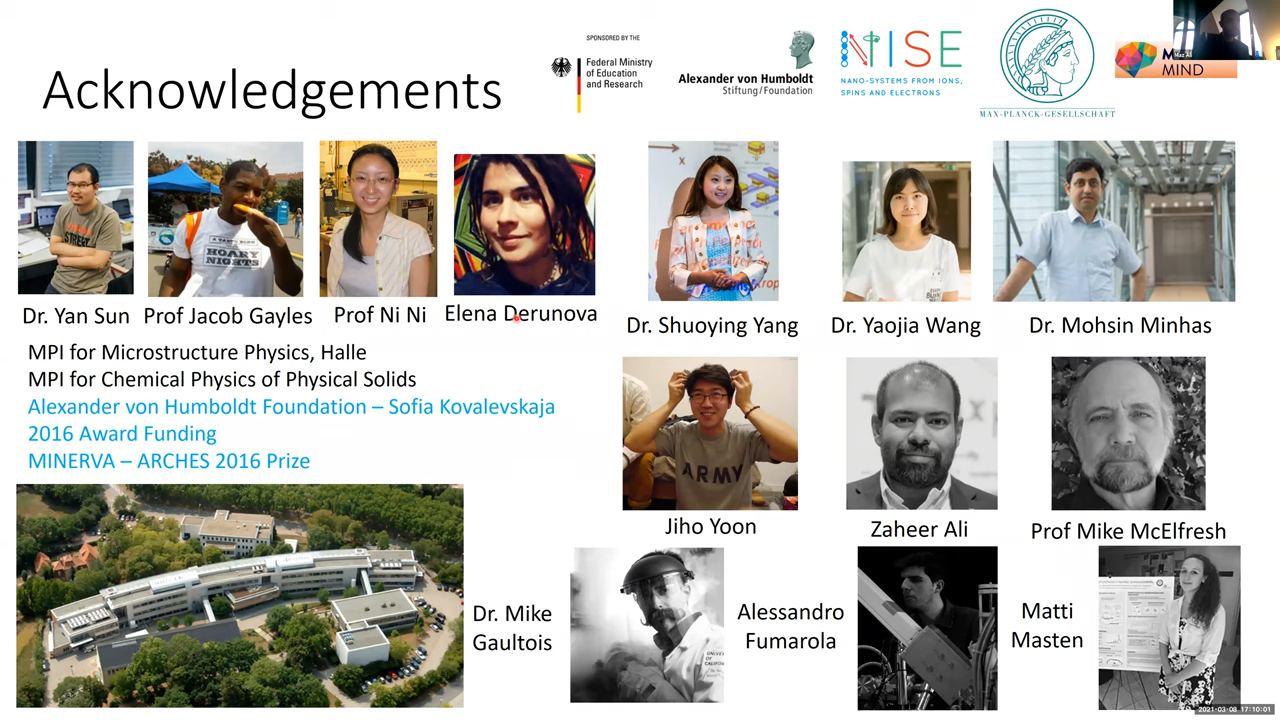 Acknowledgements
SPONSORED BY THE
Federal Ministry
of Education
and Research
Alexander von Humboldt
Stiftung/Foundation
NISE
NANO-SYSTEMS FROM IONS,
SPINS AND ELECTRONS
MAX-PLANCK-GESELLSCHAFT
MIND
STREET
HOARY
NIGHTS
Dr. Yan Sun
Prof Jacob Gayles
Prof Ni Ni
Elena Derunova
Dr. Shuoying Yang
Dr. Yaojia Wang
Dr. Mohsin Minhas
MPI for Microstructure Physics, Halle
MPI for Chemical Physics of Physical Solids
Alexander von Humboldt Foundation – Sofia Kovalevskaja
2016 Award Funding
MINERVA – ARCHES 2016 Prize
ARMY
Jiho Yoon
Zaheer Ali
Prof Mike McElfresh
Dr. Mike
Gaultois
Alessandro
Fumarola
Matti
Masten
2021-03-08 17:10:01